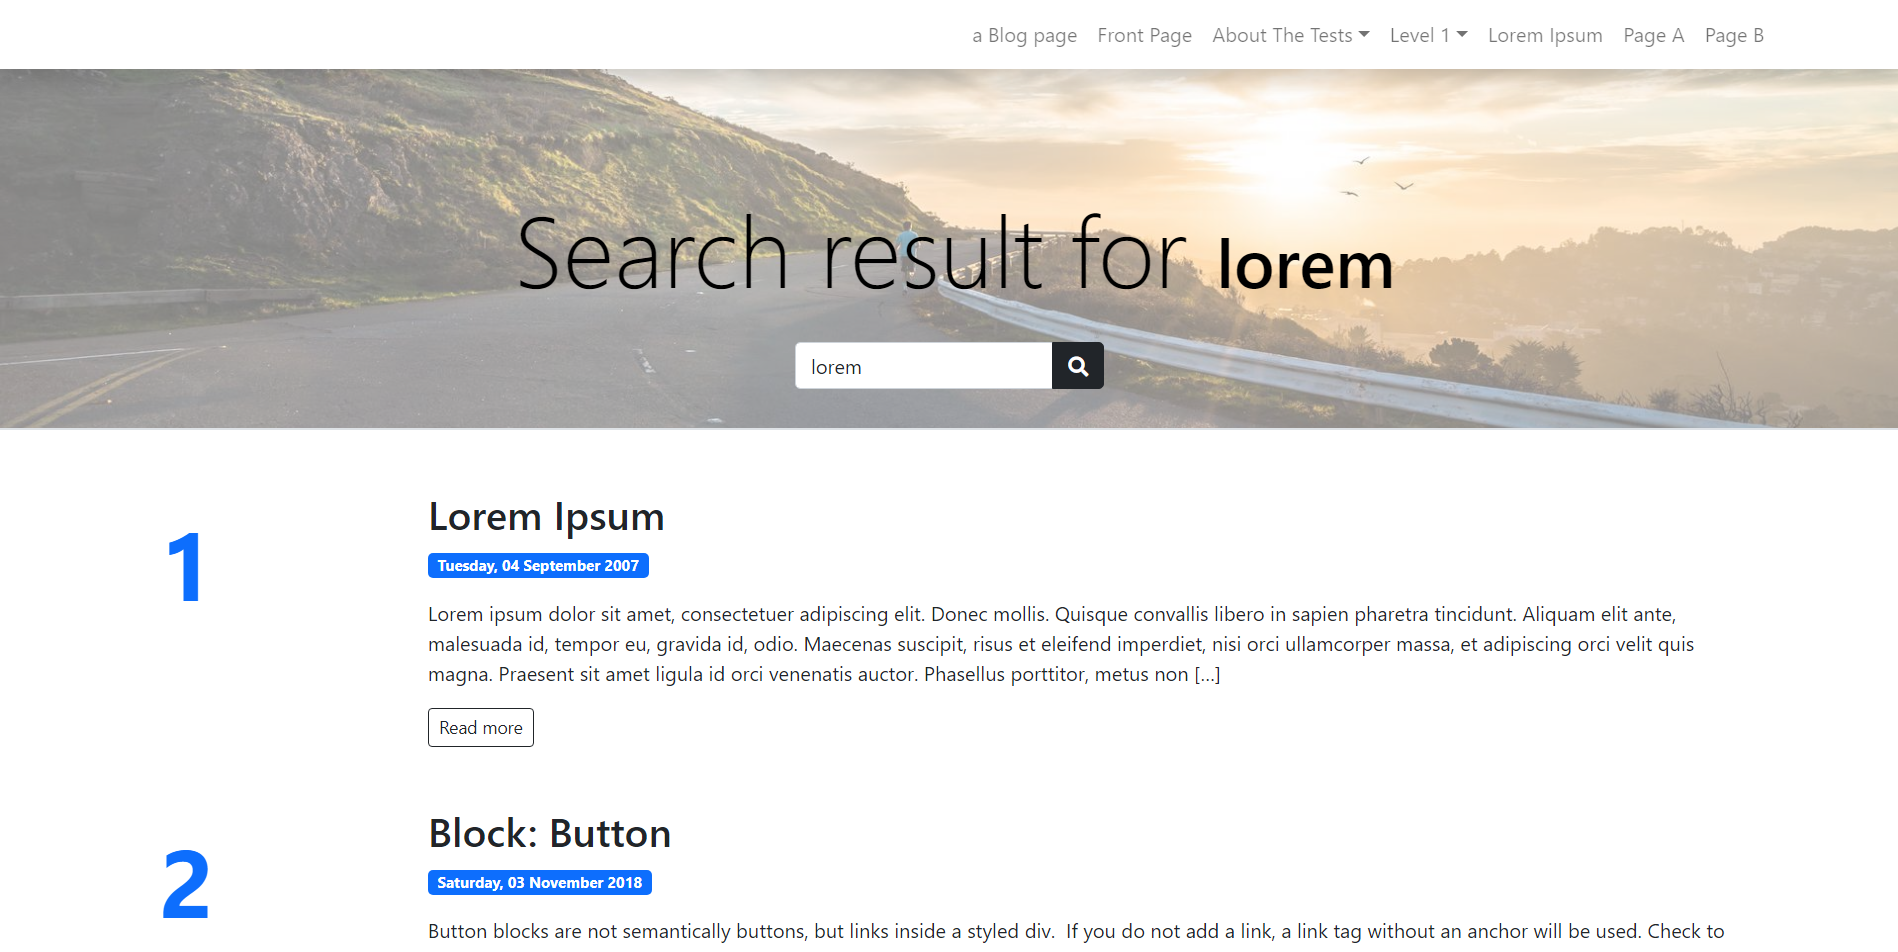 a Blog page Front Page About The Tests Level 1 Lorem Ipsum Page A Page B
Search result for lorem
lorem
1
Lorem Ipsum
Tuesday, 04 September 2007
Lorem ipsum dolor sit amet, consectetuer adipiscing elit. Donec mollis. Quisque convallis libero in sapien pharetra tincidunt. Aliquam elit ante,
malesuada id, tempor eu, gravida id, odio. Maecenas suscipit, risus et eleifend imperdiet, nisi orci ullamcorper massa, et adipiscing orci velit quis
magna. Praesent sit amet ligula id orci venenatis auctor. Phasellus porttitor, metus non [...]
Read more
2
Block: Button
Saturday, 03 November 2018
Button blocks are not semantically buttons, but links inside a styled div.  If you do not add a link, a link tag without an anchor will be used. Check to